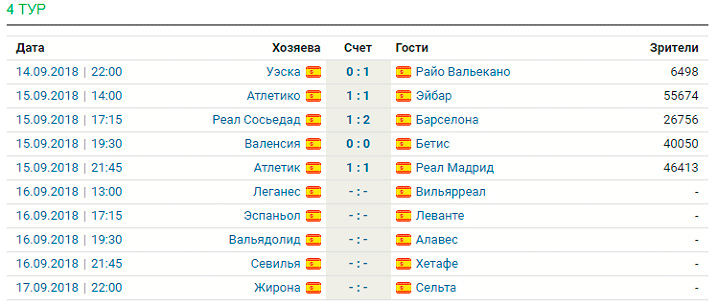 4 ТУР
Дата Хозяева Счет Гости Зрители
14.09.2018 | 22:00 Уэска 0 : 1 Райо Вальекано 6498
15.09.2018 | 14:00 Атлетико 1 : 1 Эйбар 55674
15.09.2018 | 17:15 Реал Сосьедад 1 : 2 Барселона 26756
15.09.2018 | 19:30 Валенсия 0 : 0 Бетис 40050
15.09.2018 | 21:45 Атлетик 1 : 1 Реал Мадрид 46413
16.09.2018 | 13:00 Леганес - : - Вильярреал -
16.09.2018 | 17:15 Эспаньол - : - Леванте -
16.09.2018 | 19:30 Вальядолид - : - Алавес -
16.09.2018 | 21:45 Севилья - : - Хетафе -
17.09.2018 | 22:00 Жирона - : - Сельта -